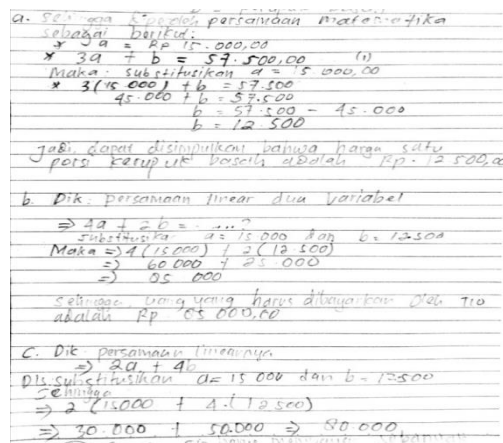 a. sehingga diperoleh persamaan matematika
sebagai berikut:
* a = Rp 15.000,00
* 3a + b = 57.500,00 (1)
Maka: substitusikan a = 15.000,00
* 3(15.000) + b = 57.500
45.000 + b = 57.500
b = 57.500 - 45.000
b = 12.500
Jadi, dapat disimpulkan bahwa harga satu
porsi kerupuk basah adalah Rp. 12.500,00
b. Dik: persamaan linear dua variabel
⇒ 4a + 2b = ....?
substitusikan a = 15.000 dan b = 12.500
Maka ⇒ 4(15.000) + 2(12.500)
⇒ 60.000 + 25.000
⇒ 85.000
Sehingga, uang yang harus dibayarkan oleh Tio
adalah Rp 85.000,00
C. Dik: persamaan linearnya
⇒ 2a + 4b
Dis. substitusikan a = 15.000 dan b = 12.500
Sehingga
⇒ 2(15000 + 4.(12.500)
⇒ 30.000 + 50.000 ⇒ 80.000